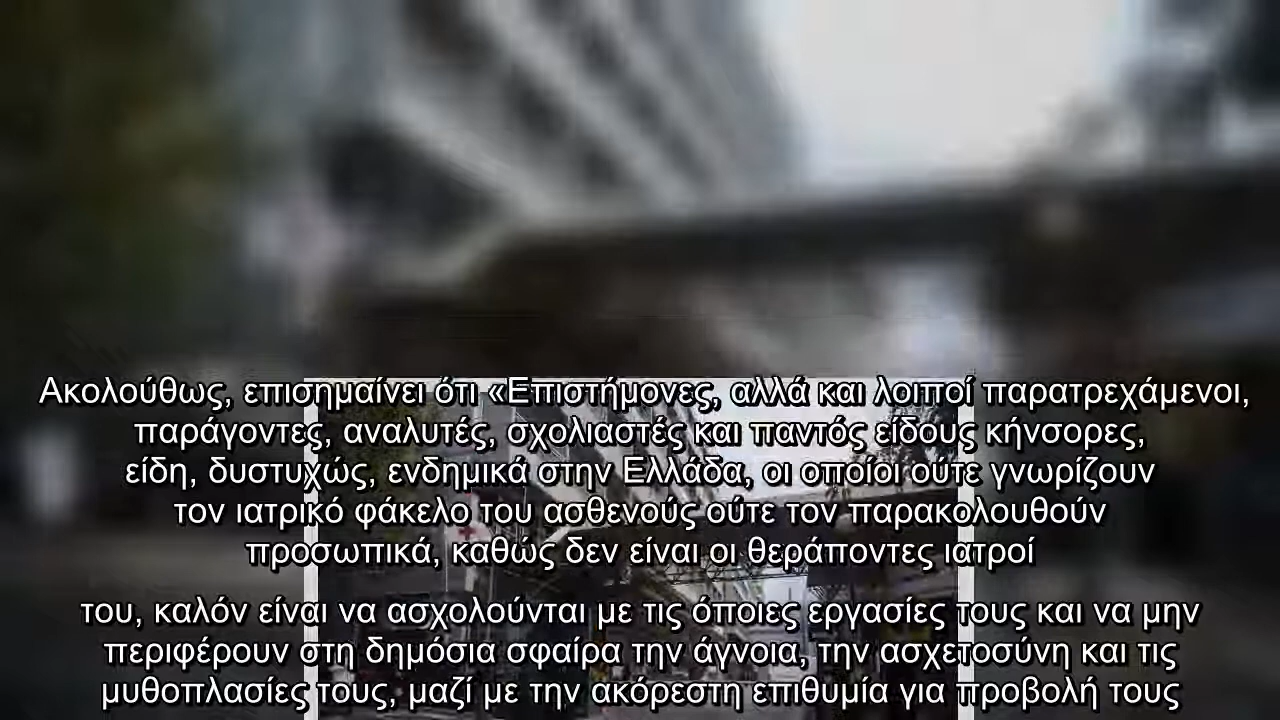 Ακολούθως, επισημαίνει ότι «Επιστήμονες, αλλά και λοιποί παρατρεχάμενοι,
παράγοντες, αναλυτές, σχολιαστές και παντός είδους κήνσορες,
είδη, δυστυχώς, ενδημικά στην Ελλάδα, οι οποίοι ούτε γνωρίζουν
τον ιατρικό φάκελο του ασθενούς ούτε τον παρακολουθούν
προσωπικά, καθώς δεν είναι οι θεράποντες ιατροί
του, καλόν είναι να ασχολούνται με τις όποιες εργασίες τους και να μην
περιφέρουν στη δημόσια σφαίρα την άγνοια, την ασχετοσύνη και τις
μυθοπλασίες τους, μαζί με την ακόρεστη επιθυμία για προβολή τους